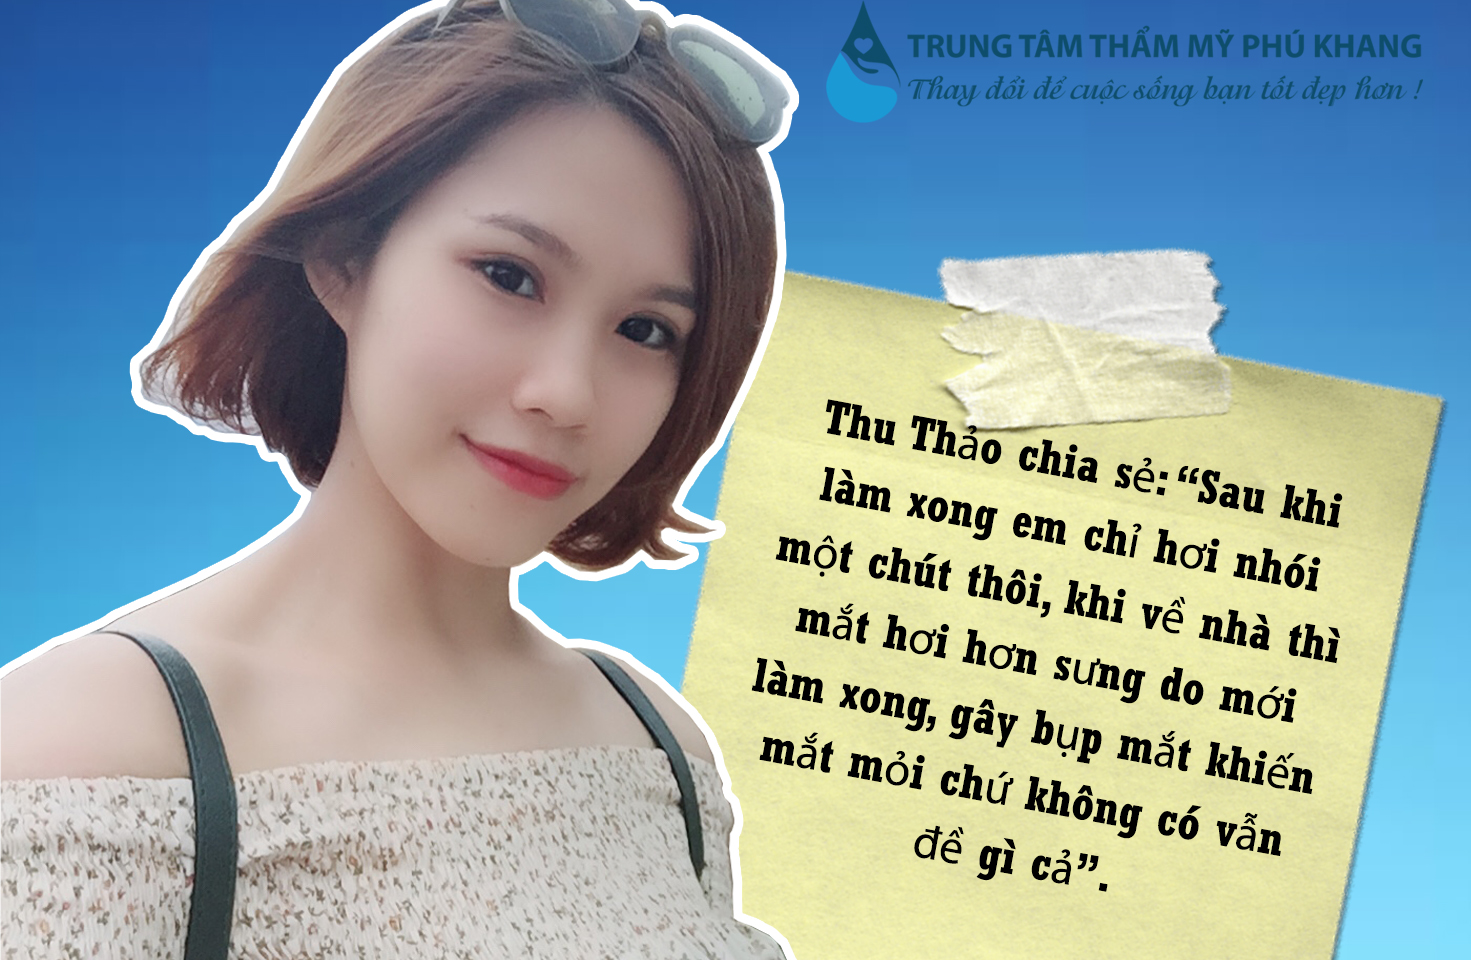 TRUNG TÂM THẨM MỸ PHÚ KHANG
Thay đổi để cuộc sống bạn tốt đẹp hơn !
Thu Thảo chia sẻ: “Sau khi
làm xong em chỉ hơi nhói
một chút thôi, khi về nhà thì
mắt hơi hơn sưng do mới
làm xong, gây bụp mắt khiến
mắt mỏi chứ không có vẫn
đề gì cả”.